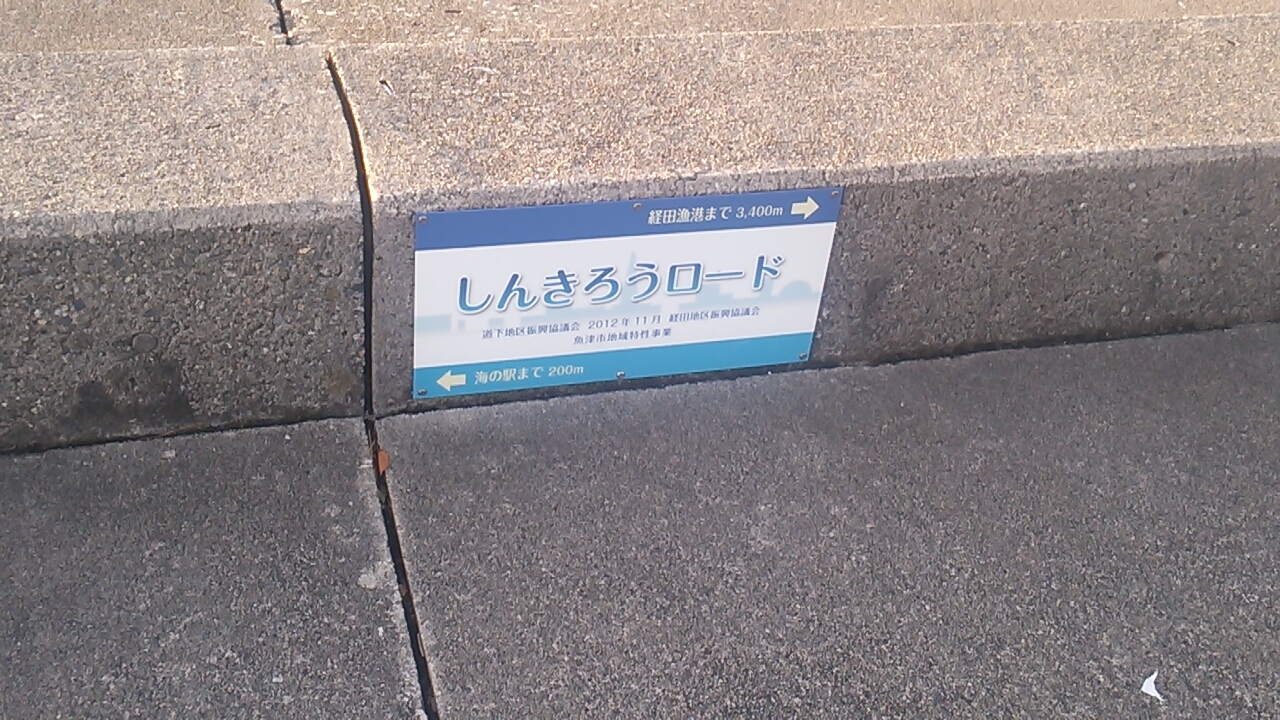 経田漁港まで 3,400m
しんきろうロード
道下地区振興協議会 2012年11月 経田地区振興協議会
魚津市地域特性事業
海の駅まで 200m